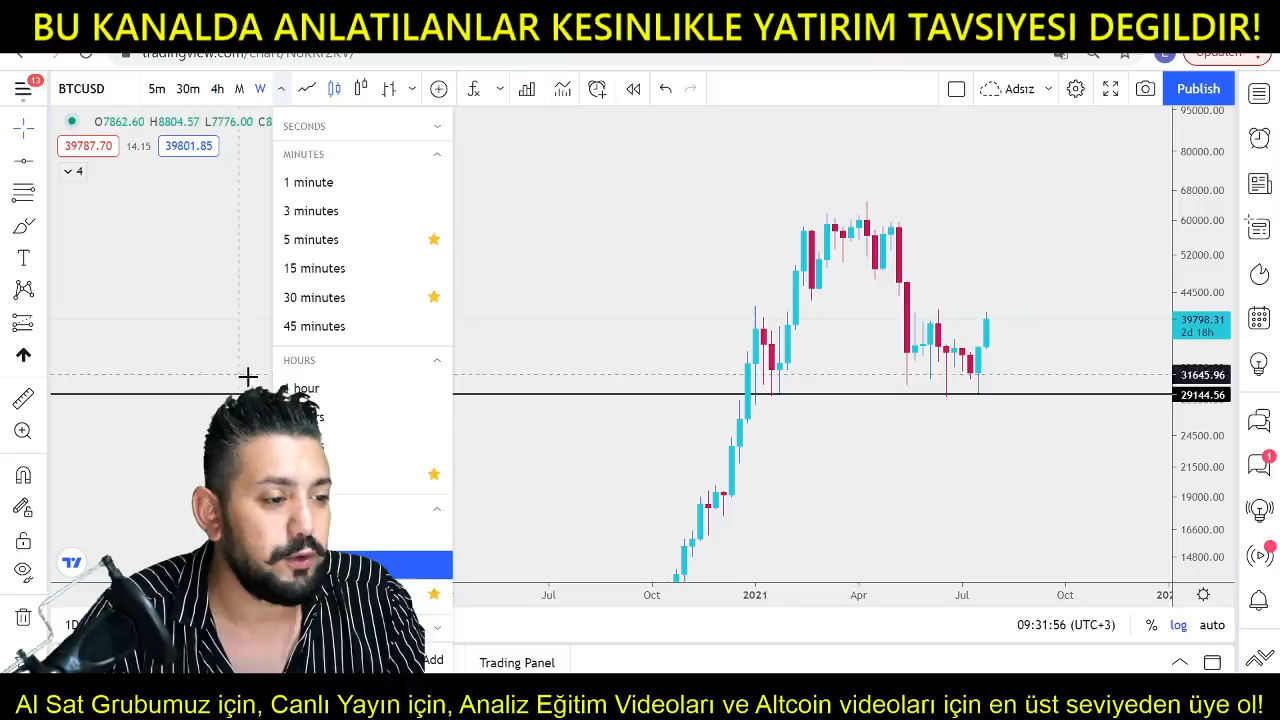 BU KANALDA ANLATILANLAR KESINLIKLE YATIRIM TAVSIYESI DEGILDIR!
13
BTCUSD
5m 30m 4h M W
Adsız
Publish
O7862.60 H8804.57 L7776.00 C8
39787.70 14.15 39801.85
4
SECONDS
MINUTES
1 minute
3 minutes
5 minutes
15 minutes
30 minutes
45 minutes
HOURS
hour
Add
95000.00
80000.00
68000.00
60000.00
52000.00
44500.00
39798.31
2d 18h
31645.96
29144.56
24500.00
21500.00
19000.00
16600.00
14800.00
Jul Oct 2021 Apr Jul Oct
1
09:31:56 (UTC+3) % log auto
Trading Panel
Al Sat Grubumuz için, Canlı Yayın için, Analiz Eğitim Videoları ve Altcoin videoları için en üst seviyeden üye ol!